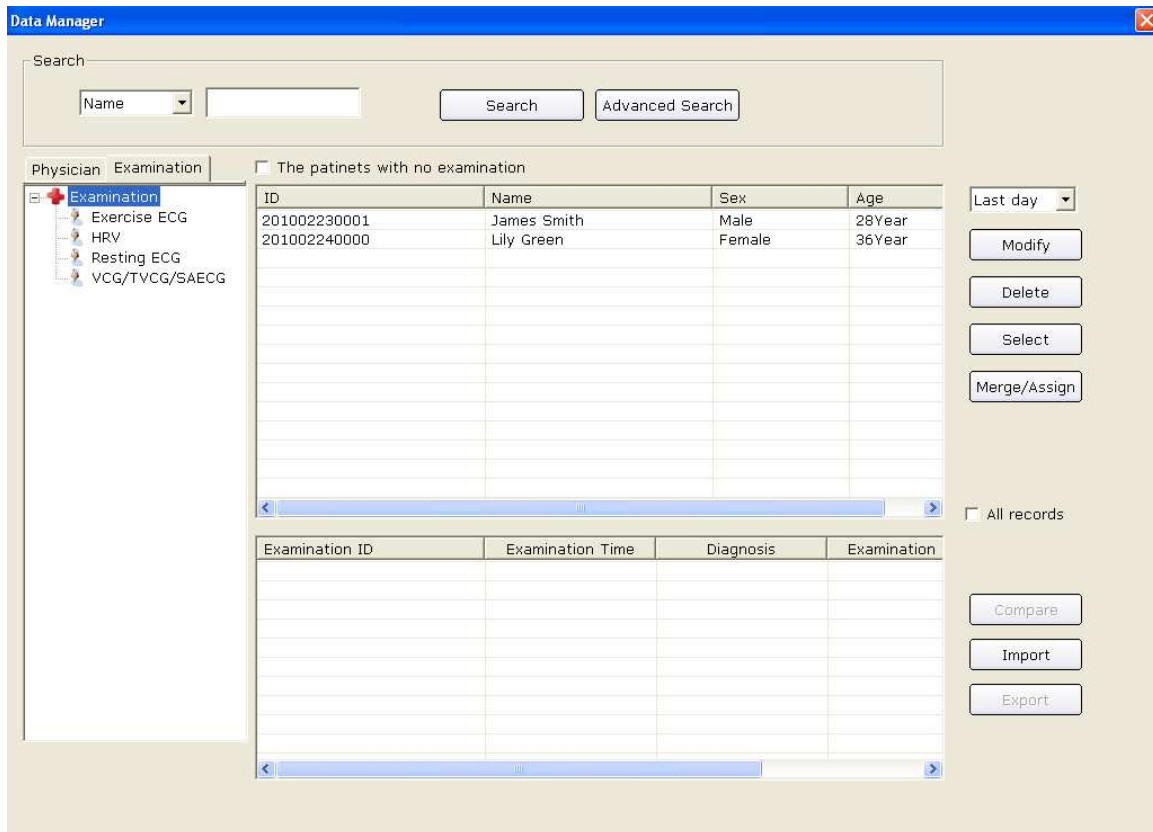 Data Manager
Search
Name Search Advanced Search
Physician Examination The patinets with no examination
Examination
Exercise ECG
HRV
Resting ECG
VCG/TVCG/SAECG
ID Name Sex Age
201002230001 James Smith Male 28Year
201002240000 Lily Green Female 36Year
Last day
Modify
Delete
Select
Merge/Assign
All records
Examination ID Examination Time Diagnosis Examination
Compare
Import
Export